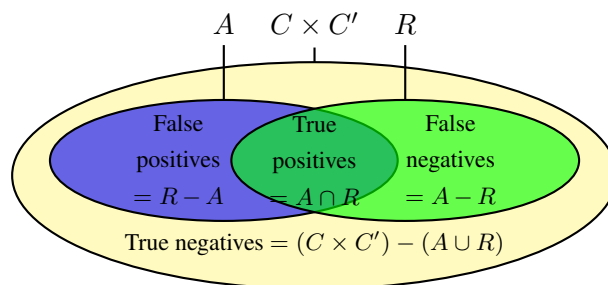 A C × C′ R
False True False
positives positives negatives
= R − A = A ∩ R = A − R
True negatives = (C × C′) − (A ∪ R)